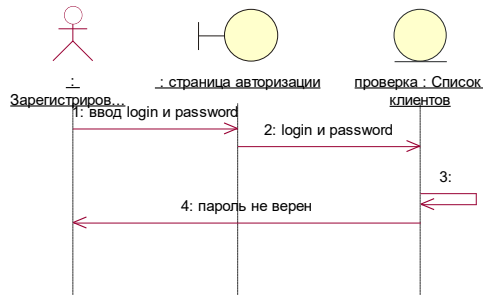 :
Зарегистриров...
: страница авторизации
проверка : Список
клиентов
1: ввод login и password
2: login и password
3:
4: пароль не верен